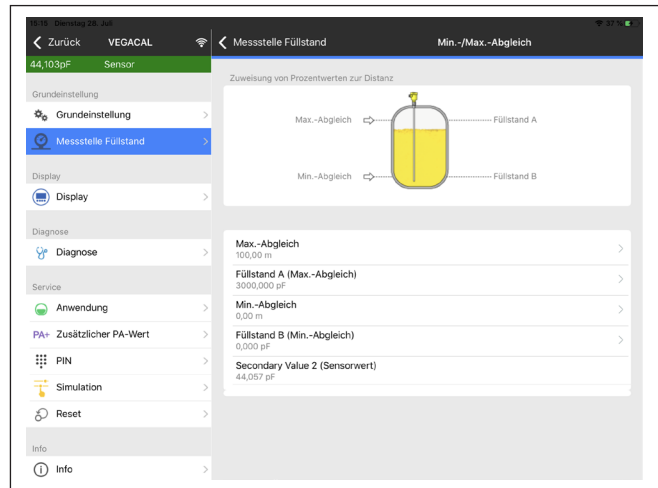 15:15 Dienstag 28. Juli
37 %
Zurück VEGACAL
44,103pF Sensor
Grundeinstellung
Grundeinstellung
Messstelle Füllstand
Display
Display
Diagnose
Diagnose
Service
Anwendung
PA+ Zusätzlicher PA-Wert
PIN
Simulation
Reset
Info
Info
Messstelle Füllstand Min.-/Max.-Abgleich
Zuweisung von Prozentwerten zur Distanz
Max.-Abgleich Füllstand A
Min.-Abgleich Füllstand B
Max.-Abgleich
100,00 m
Füllstand A (Max.-Abgleich)
3000,000 pF
Min.-Abgleich
0,00 m
Füllstand B (Min.-Abgleich)
0,000 pF
Secondary Value 2 (Sensorwert)
44,057 pF